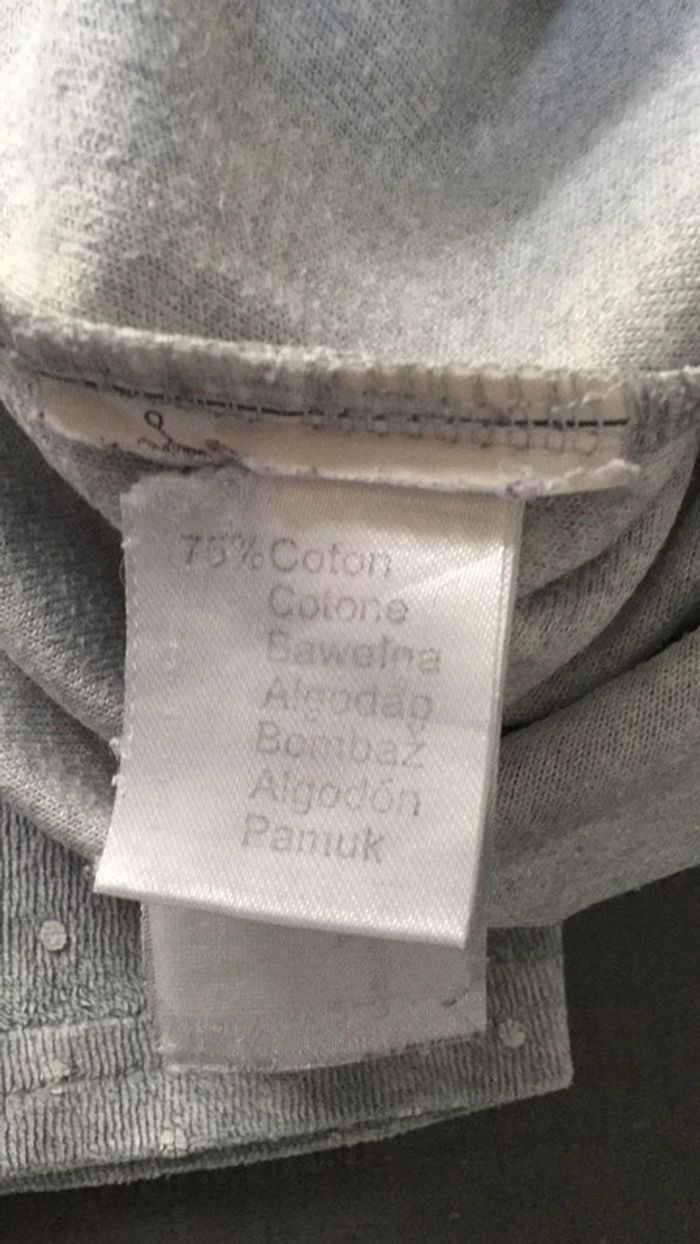 75% Coton
Cotone
Bawełna
Algodão
Bombaž
Algodón
Pamuk